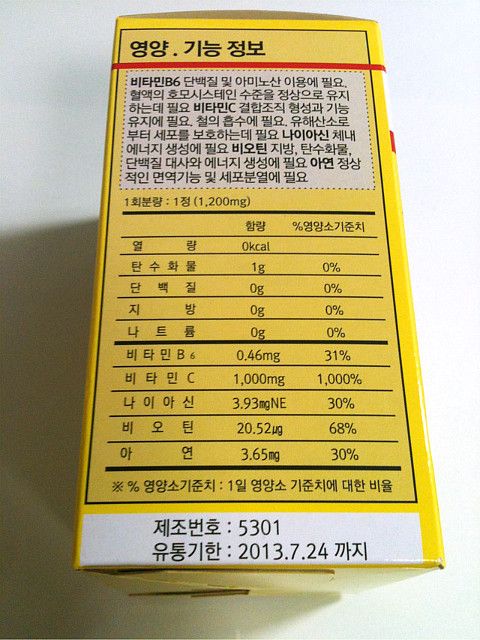 영양 . 기능 정보
비타민B6 단백질 및 아미노산 이용에 필요,
혈액의 호모시스테인 수준을 정상으로 유지
하는데 필요 비타민C 결합조직 형성과 기능
유지에 필요, 철의 흡수에 필요, 유해산소로
부터 세포를 보호하는데 필요 나이아신 체내
에너지 생성에 필요 비오틴 지방, 탄수화물,
단백질 대사와 에너지 생성에 필요 아연 정상
적인 면역기능 및 세포분열에 필요
1회분량 : 1정 (1,200mg)
함량 %영양소기준치
열 량 0kcal
탄 수 화 물 1g 0%
단 백 질 0g 0%
지 방 0g 0%
나 트 륨 0g 0%
비 타 민 B 6 0.46mg 31%
비 타 민 C 1,000mg 1,000%
나 이 아 신 3.93mgNE 30%
비 오 틴 20.52μg 68%
아 연 3.65mg 30%
※ % 영양소기준치 : 1일 영양소 기준치에 대한 비율
제조번호 : 5301
유통기한 : 2013.7.24 까지